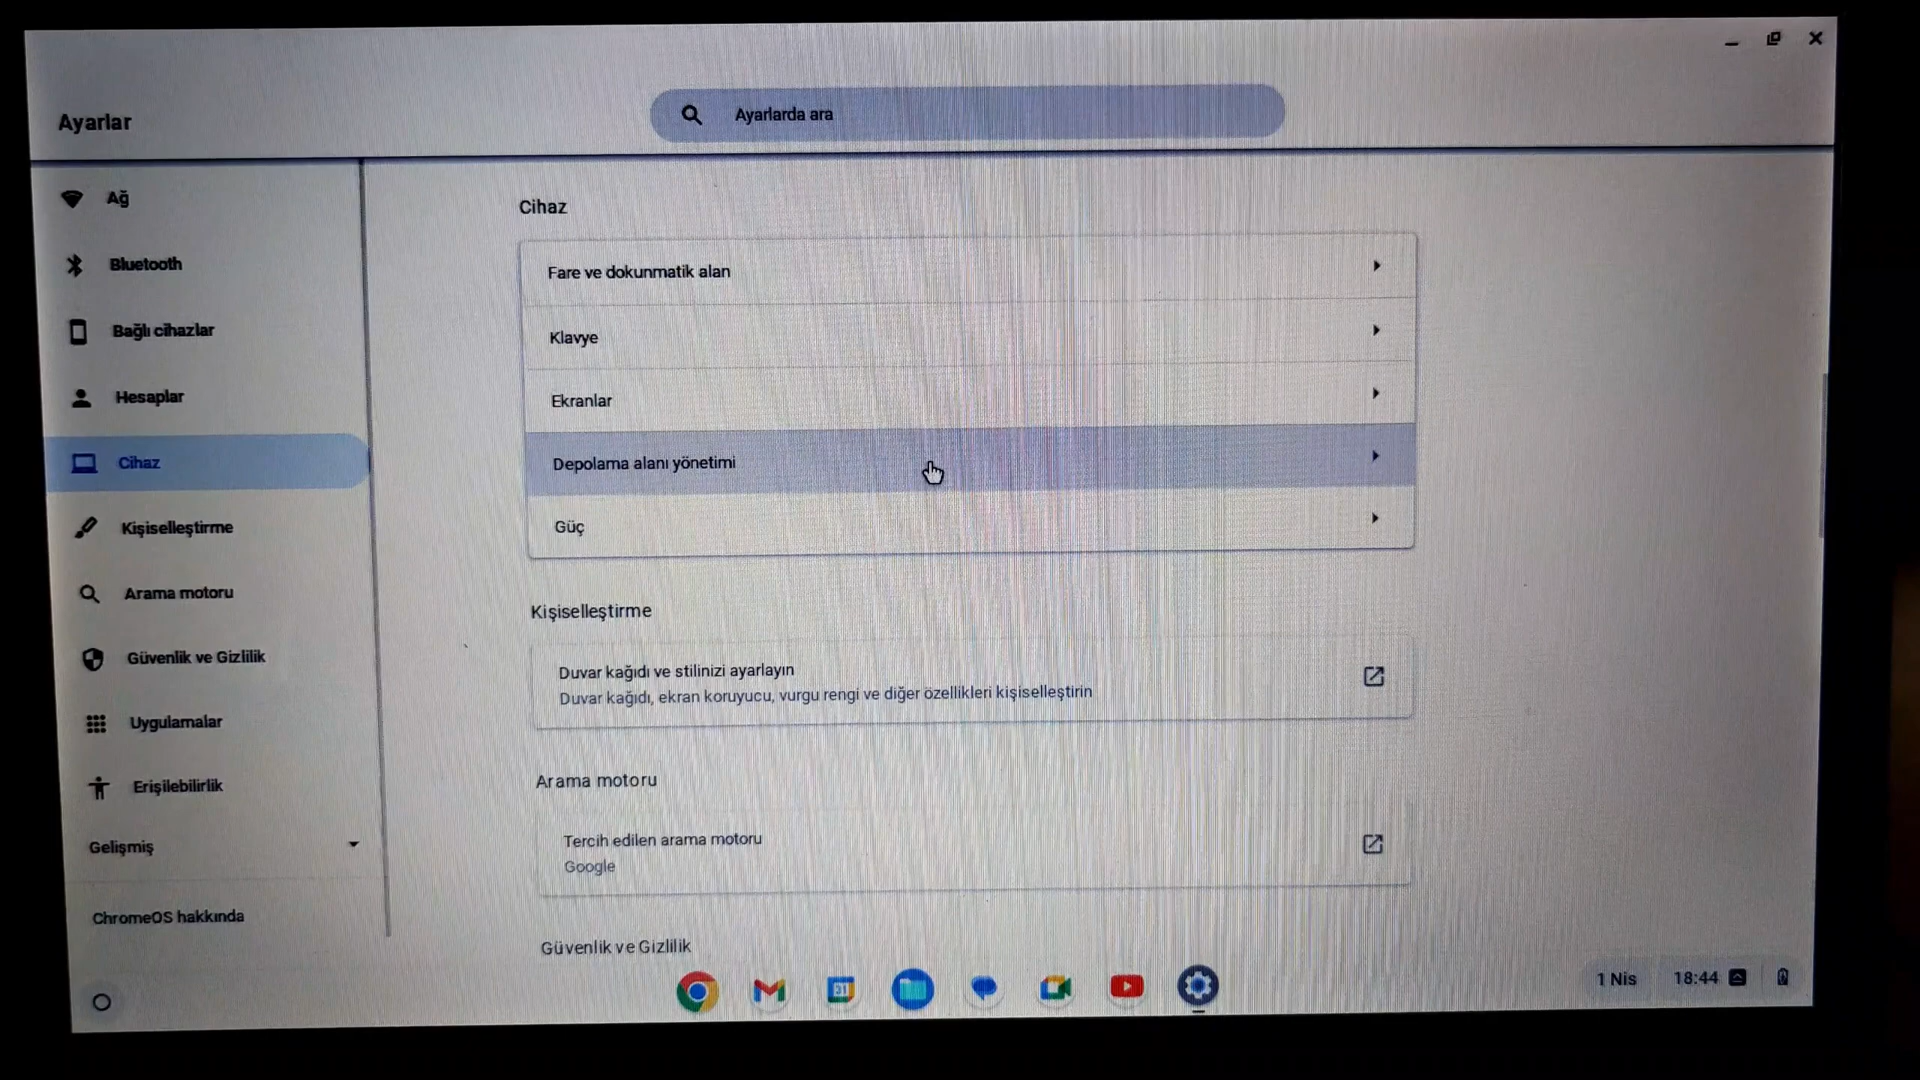 Ayarlar
Ayarlarda ara
Ağ
Bluetooth
Bağlı cihazlar
Hesaplar
Cihaz
Kişiselleştirme
Arama motoru
Güvenlik ve Gizlilik
Uygulamalar
Erişilebilirlik
Gelişmiş
ChromeOS hakkında
Cihaz
Fare ve dokunmatik alan
Klavye
Ekranlar
Depolama alanı yönetimi
Güç
Kişiselleştirme
Duvar kağıdı ve stilinizi ayarlayın
Duvar kağıdı, ekran koruyucu, vurgu rengi ve diğer özellikleri kişiselleştirin
Arama motoru
Tercih edilen arama motoru
Google
Güvenlik ve Gizlilik
31
1 Nis
18:44